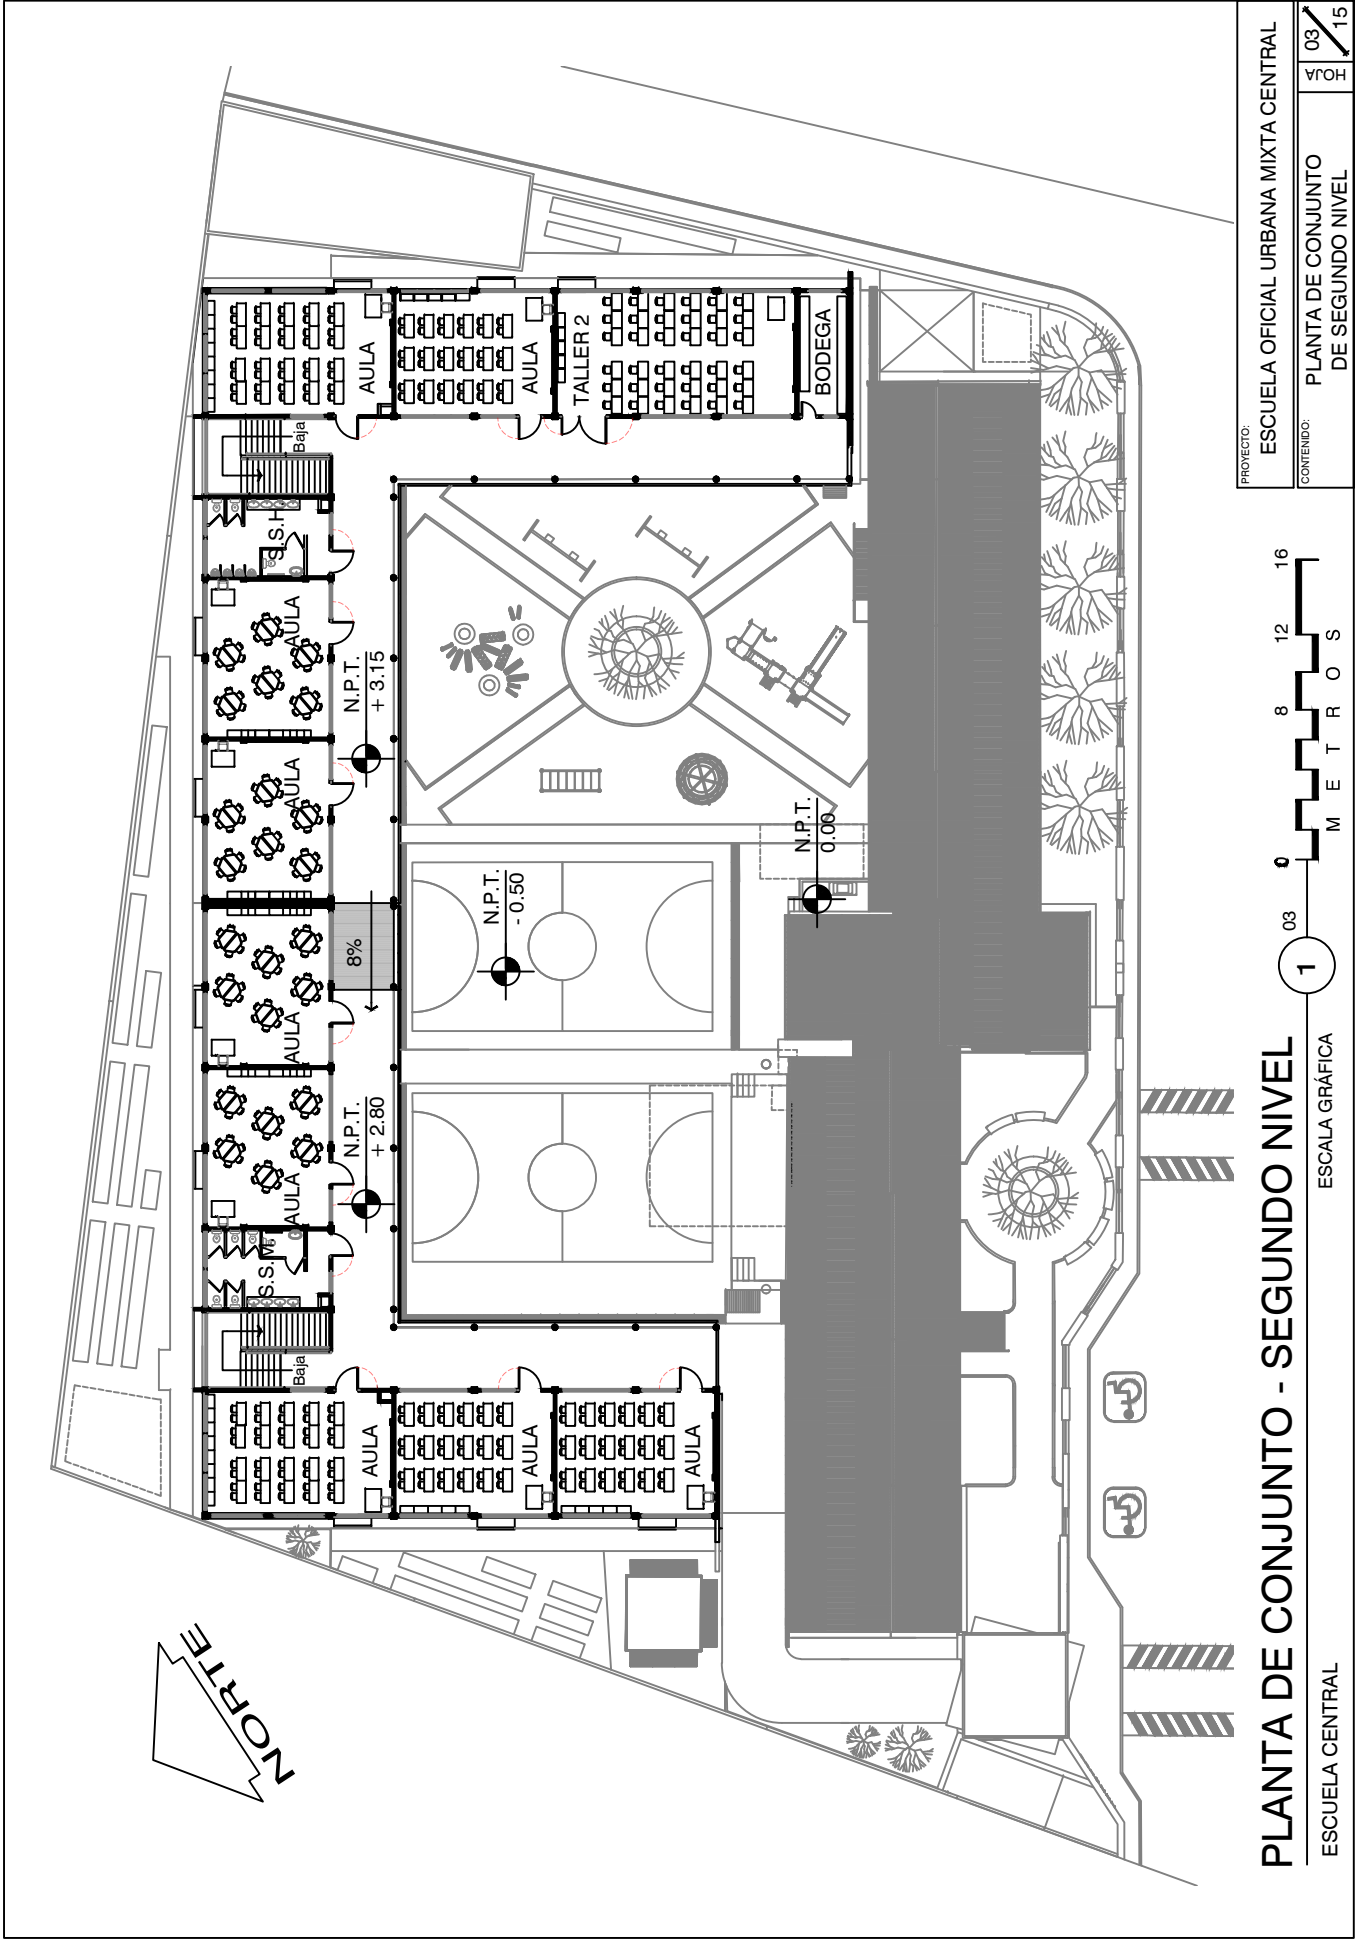 NORTE
AULA
AULA
AULA
Baja
S.S.M.
AULA
N.P.T.
+ 2.80
AULA
8%
AULA
N.P.T.
+ 3.15
AULA
S.S.H
Baja
AULA
AULA
TALLER 2
BODEGA
N.P.T.
- 0.50
N.P.T.
0.00
PLANTA DE CONJUNTO - SEGUNDO NIVEL
ESCUELA CENTRAL
ESCALA GRÁFICA
1
03
0
8
12
16
METROS
PROYECTO:
ESCUELA OFICIAL URBANA MIXTA CENTRAL
CONTENIDO:
PLANTA DE CONJUNTO
DE SEGUNDO NIVEL
HOJA
03
15